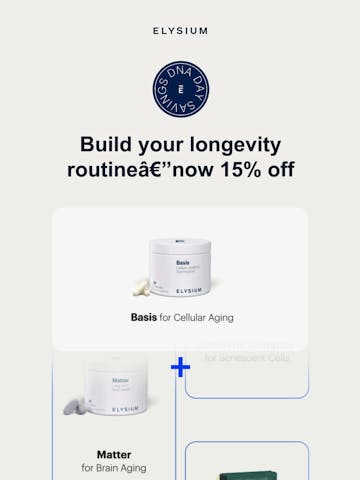 ELYSIUM
DNA DAY SAVINGS
Ē
Build your longevity
routineâ€”now 15% off
Basis
ELYSIUM
Basis for Cellular Aging
for Senescent Cells
Matter
ELYSIUM
Matter
for Brain Aging